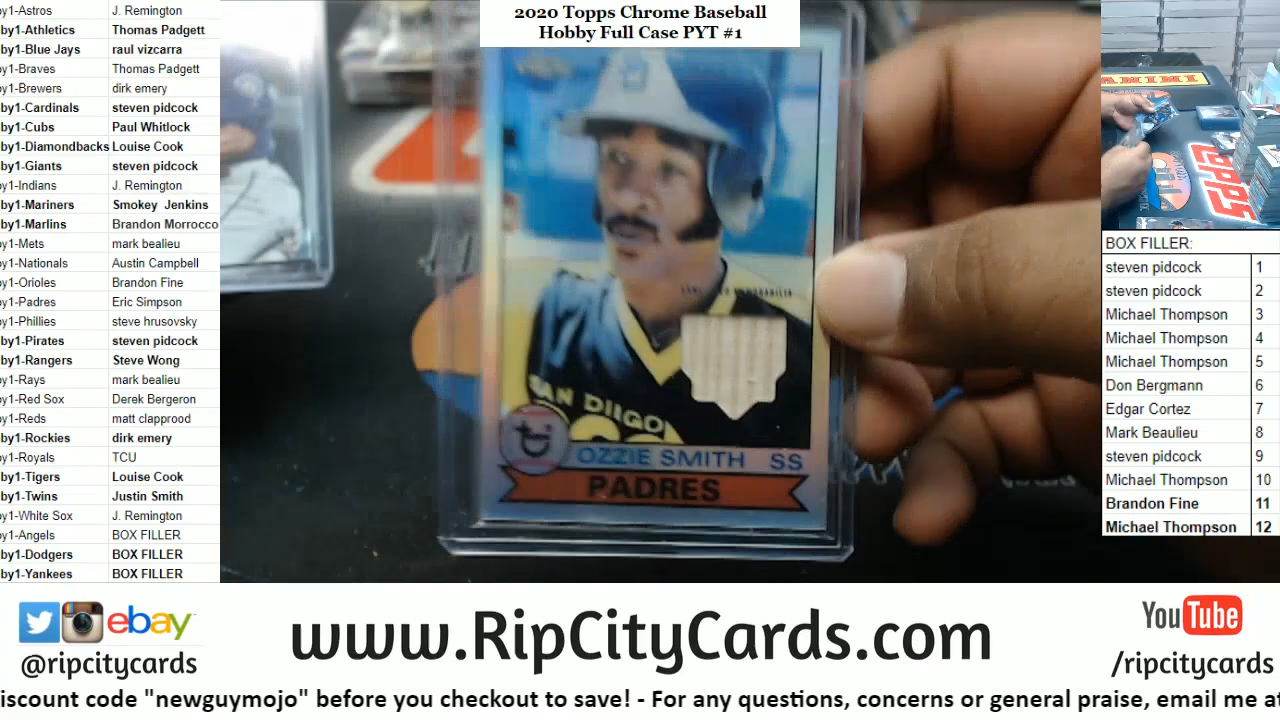 2020 Topps Chrome Baseball
Hobby Full Case PYT #1
by1-Astros J. Remington
by1-Athletics Thomas Padgett
by1-Blue Jays raul vizcarra
by1-Braves Thomas Padgett
by1-Brewers dirk emery
by1-Cardinals steven pidcock
by1-Cubs Paul Whitlock
by1-Diamondbacks Louise Cook
by1-Giants steven pidcock
by1-Indians J. Remington
by1-Mariners Smokey Jenkins
by1-Marlins Brandon Morrocco
by1-Mets mark bealieu
by1-Nationals Austin Campbell
by1-Orioles Brandon Fine
by1-Padres Eric Simpson
by1-Phillies steve hrusovsky
by1-Pirates steven pidcock
by1-Rangers Steve Wong
by1-Rays mark bealieu
by1-Red Sox Derek Bergeron
by1-Reds matt clapprood
by1-Rockies dirk emery
by1-Royals TCU
by1-Tigers Louise Cook
by1-Twins Justin Smith
by1-White Sox J. Remington
by1-Angels BOX FILLER
by1-Dodgers BOX FILLER
by1-Yankees BOX FILLER
SAN DIEGO
OZZIE SMITH SS
PADRES
PANINI
TOPPS
BOX FILLER:
steven pidcock 1
steven pidcock 2
Michael Thompson 3
Michael Thompson 4
Michael Thompson 5
Don Bergmann 6
Edgar Cortez 7
Mark Beaulieu 8
steven pidcock 9
Michael Thompson 10
Brandon Fine 11
Michael Thompson 12
ebay
@ripcitycards
www.RipCityCards.com
YouTube
/ripcitycards
iscount code "newguymojo" before you checkout to save! - For any questions, concerns or general praise, email me at